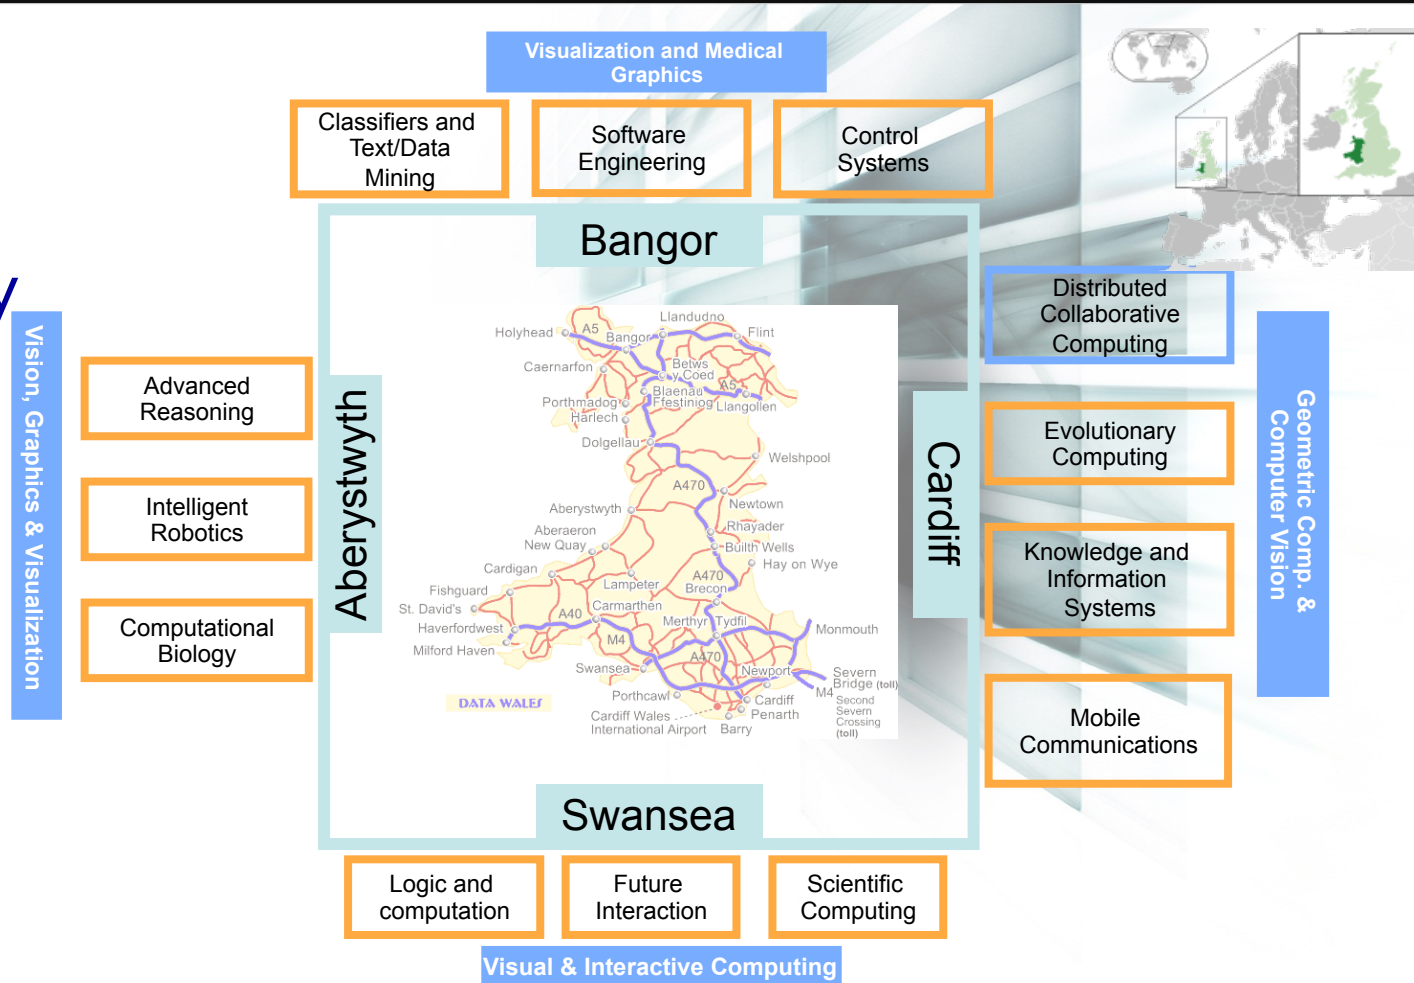 Visualization and Medical
Graphics
Classifiers and
Text/Data
Mining
Software
Engineering
Control
Systems
Bangor
y
Vision, Graphics & Visualization
Advanced
Reasoning
Intelligent
Robotics
Computational
Biology
Aberystwyth
Holyhead
A5
Bangor
Llandudno
Flint
Caernarfon
Betws
y Coed
A5
Porthmadog
Blaenau
Ffestiniog
Llangollen
Harlech
Dolgellau
Welshpool
A470
Newtown
Aberystwyth
Rhayader
Aberaeron
New Quay
Builth Wells
Hay on Wye
Cardigan
Lampeter
A470
Brecon
Fishguard
St. David's
A40
Carmarthen
Haverfordwest
Merthyr Tydfil
Monmouth
Milford Haven
M4
A470
Swansea
Newport
Severn
Bridge (toll)
M4
Porthcawl
Cardiff
Second
Severn
Crossing
(toll)
DATA WALES
Cardiff Wales
International Airport
Penarth
Barry
Cardiff
Distributed
Collaborative
Computing
Evolutionary
Computing
Knowledge and
Information
Systems
Mobile
Communications
Geometric Comp. &
Computer Vision
Swansea
Logic and
computation
Future
Interaction
Scientific
Computing
Visual & Interactive Computing